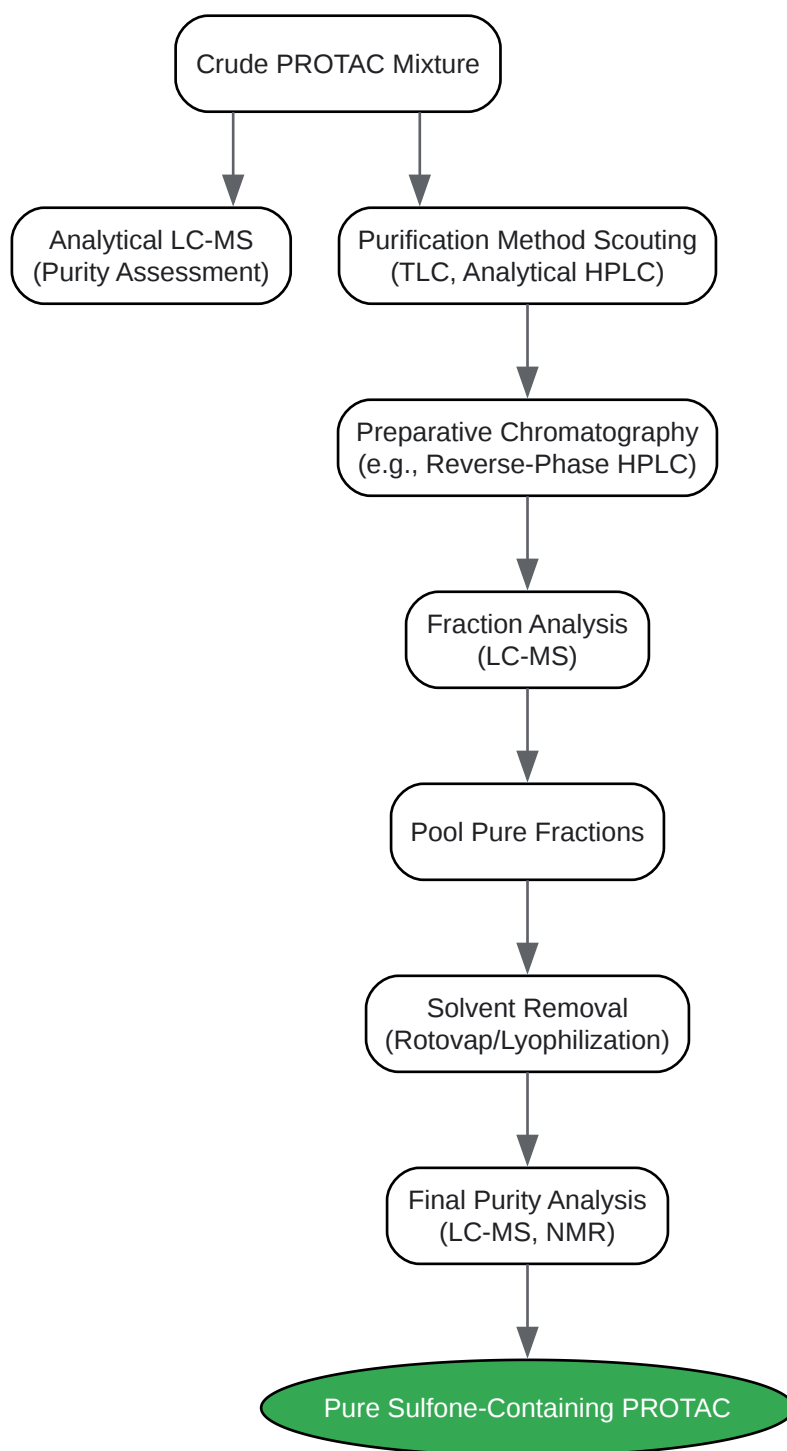 Crude PROTAC Mixture
Analytical LC-MS
(Purity Assessment)
Purification Method Scouting
(TLC, Analytical HPLC)
Preparative Chromatography
(e.g., Reverse-Phase HPLC)
Fraction Analysis
(LC-MS)
Pool Pure Fractions
Solvent Removal
(Rotovap/Lyophilization)
Final Purity Analysis
(LC-MS, NMR)
Pure Sulfone-Containing PROTAC